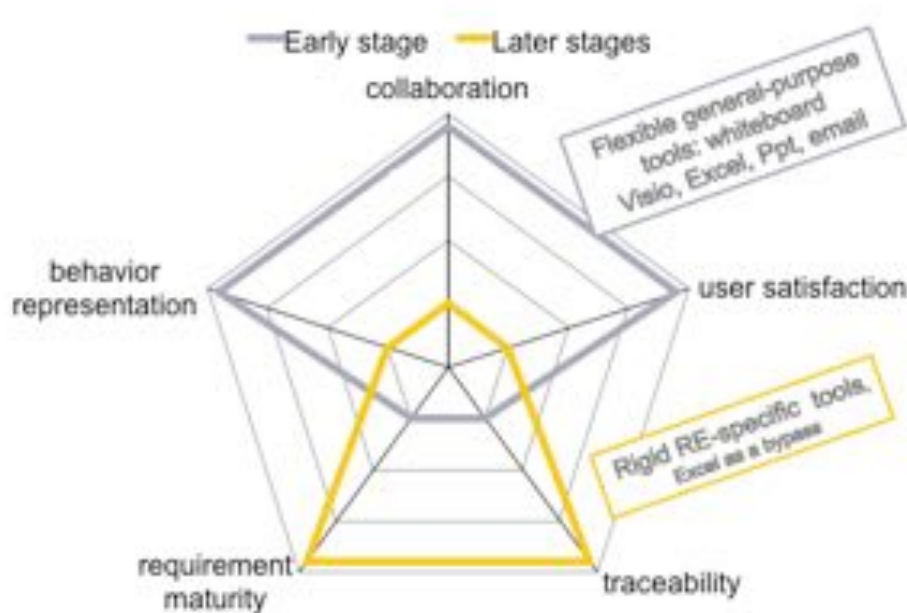 Early stage Later stages
collaboration
Flexible general-purpose
tools: whiteboard
Visio, Excel, Ppt, email
behavior
representation
user satisfaction
Rigid RE-specific tools,
Excel as a bypass
requirement
maturity
traceability